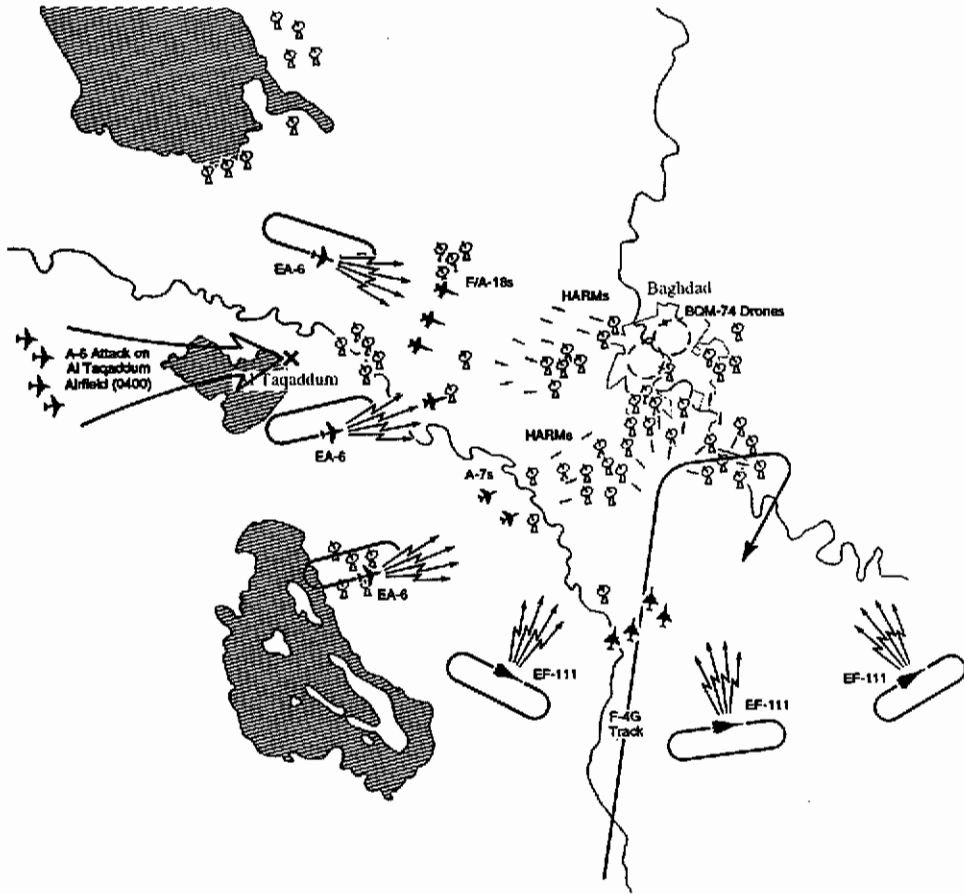 EA-6
F/A-18s
HARMs
Baghdad
BQM-74 Drones
A-6 Attack on
Al Taqaddum
Airfield (0400)
Al Taqaddum
EA-6
HARMs
A-7s
EA-6
EF-111
EF-111
EF-111
F-4G
Track